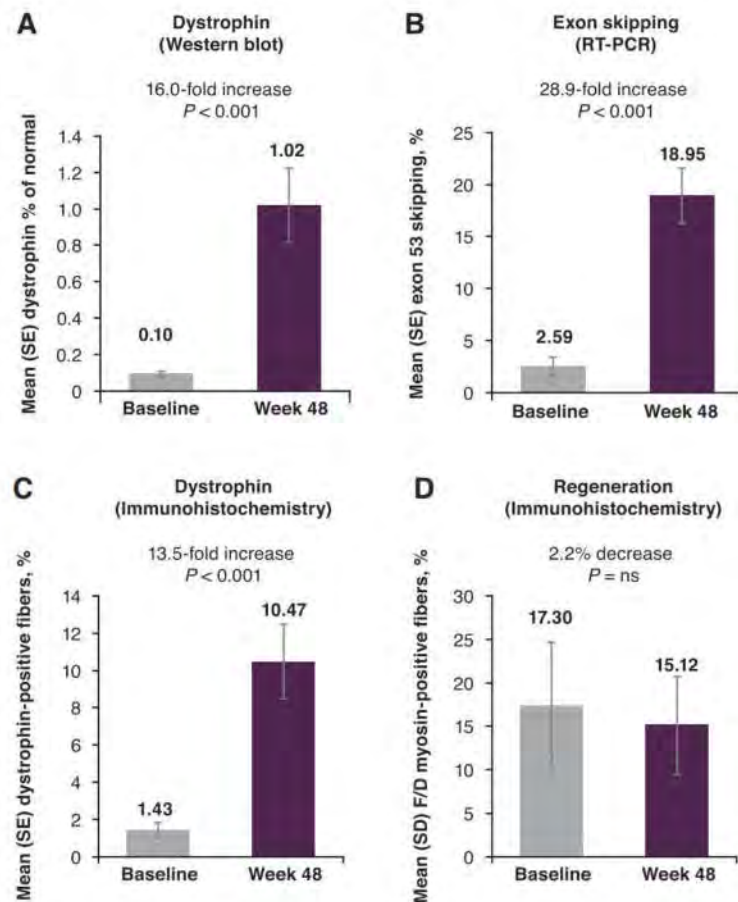 A
Dystrophin
(Western blot)
16.0-fold increase
P < 0.001
Mean (SE) dystrophin % of normal
1.4
1.2
1.0
0.8
0.6
0.4
0.2
0
0.10
1.02
Baseline
Week 48
B
Exon skipping
(RT-PCR)
28.9-fold increase
P < 0.001
Mean (SE) exon 53 skipping, %
25
20
15
10
5
0
2.59
18.95
Baseline
Week 48
C
Dystrophin
(Immunohistochemistry)
13.5-fold increase
P < 0.001
Mean (SE) dystrophin-positive fibers, %
14
12
10
8
6
4
2
0
1.43
10.47
Baseline
Week 48
D
Regeneration
(Immunohistochemistry)
2.2% decrease
P = ns
Mean (SD) F/D myosin-positive fibers, %
30
25
20
15
10
5
0
17.30
15.12
Baseline
Week 48